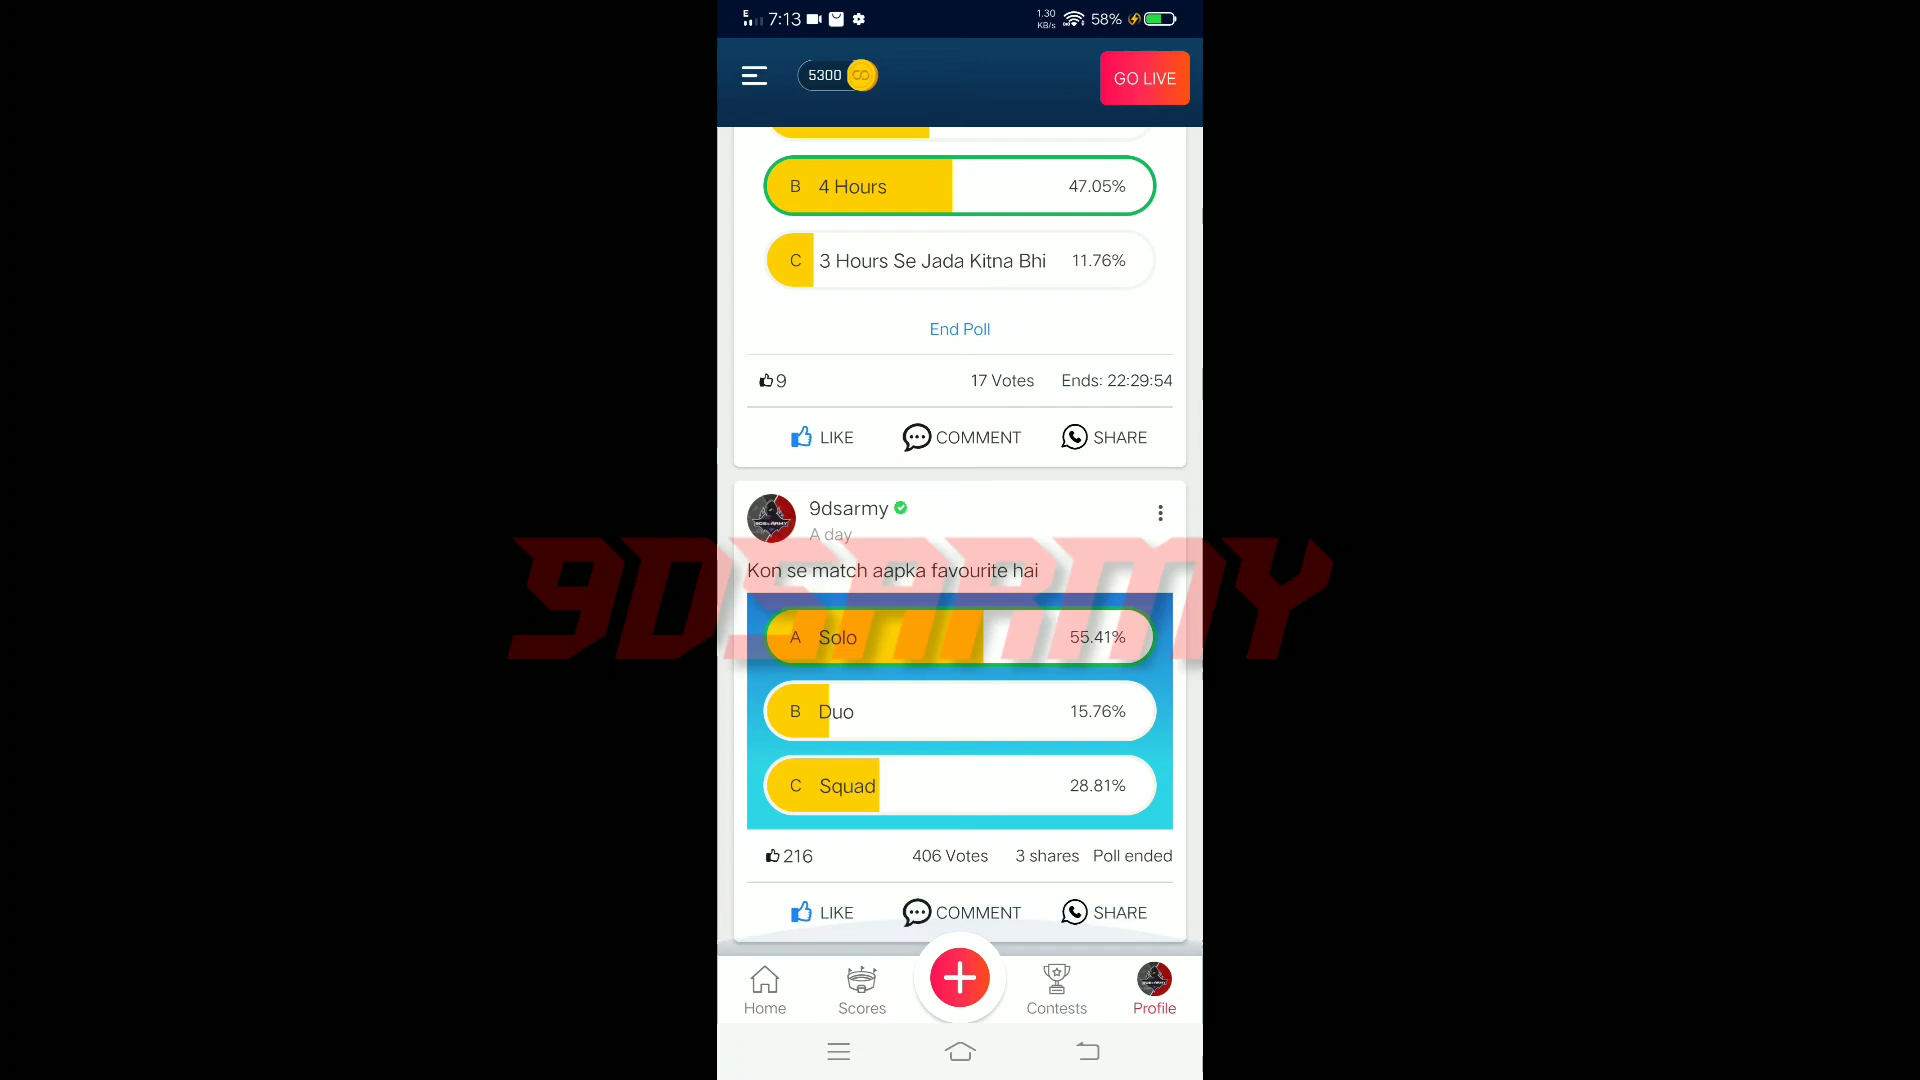 E 7:13 1.30 KB/s 58%
5300 GO LIVE
B 4 Hours 47.05%
C 3 Hours Se Jada Kitna Bhi 11.76%
End Poll
9 17 Votes Ends: 22:29:54
LIKE COMMENT SHARE
9dsarmy
A day
Kon se match aapka favourite hai
9DSARMY
A Solo 55.41%
B Duo 15.76%
C Squad 28.81%
216 406 Votes 3 shares Poll ended
LIKE COMMENT SHARE
Home Scores Contests Profile